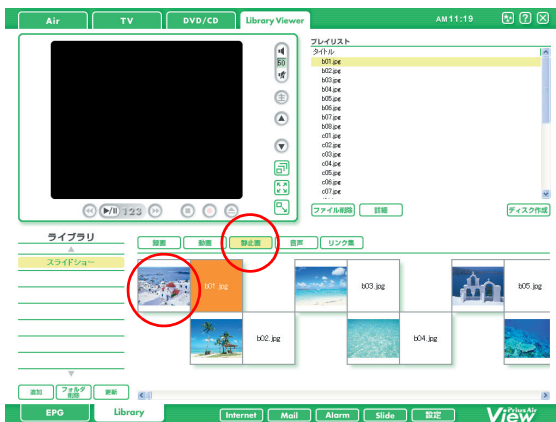 Air TV DVD/CD Library Viewer AM11:19 ?
プレイリスト
タイトル
b01.jpg
b02.jpg
b03.jpg
b04.jpg
b05.jpg
b06.jpg
b07.jpg
b08.jpg
c01.jpg
c02.jpg
c03.jpg
c04.jpg
c05.jpg
c06.jpg
c07.jpg
50
主
123
ファイル削除 詳細 ディスク作成
ライブラリ
録画 動画 静止画 音声 リンク集
スライドショー
b01.jpg b03.jpg b05.jpg
b02.jpg b04.jpg
追加 フォルダ削除 更新
EPG Library Internet Mail Alarm Slide 設定 Prius Air View